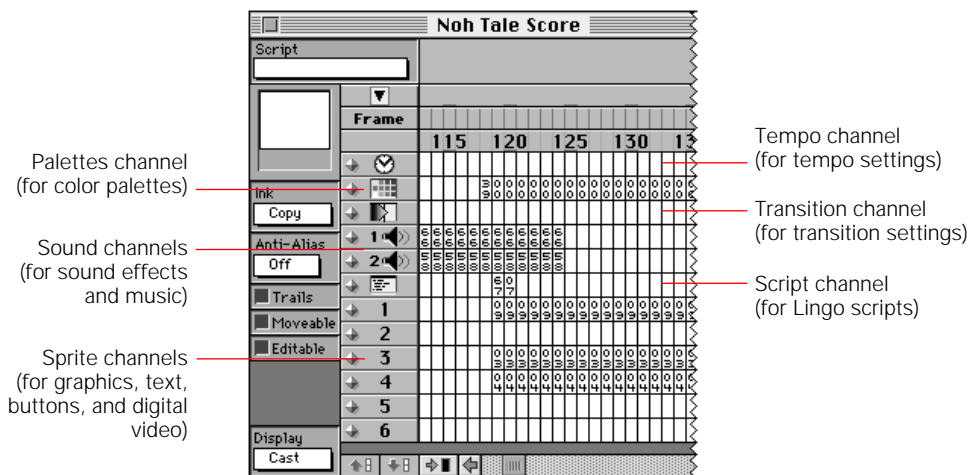 Noh Tale Score
Script
Frame
115 120 125 130 13
Palettes channel
(for color palettes)
Sound channels
(for sound effects
and music)
Sprite channels
(for graphics, text,
buttons, and digital
video)
Ink
Copy
Anti-Alias
Off
Trails
Moveable
Editable
Display
Cast
1
2
1
2
3
4
5
6
Tempo channel
(for tempo settings)
Transition channel
(for transition settings)
Script channel
(for Lingo scripts)